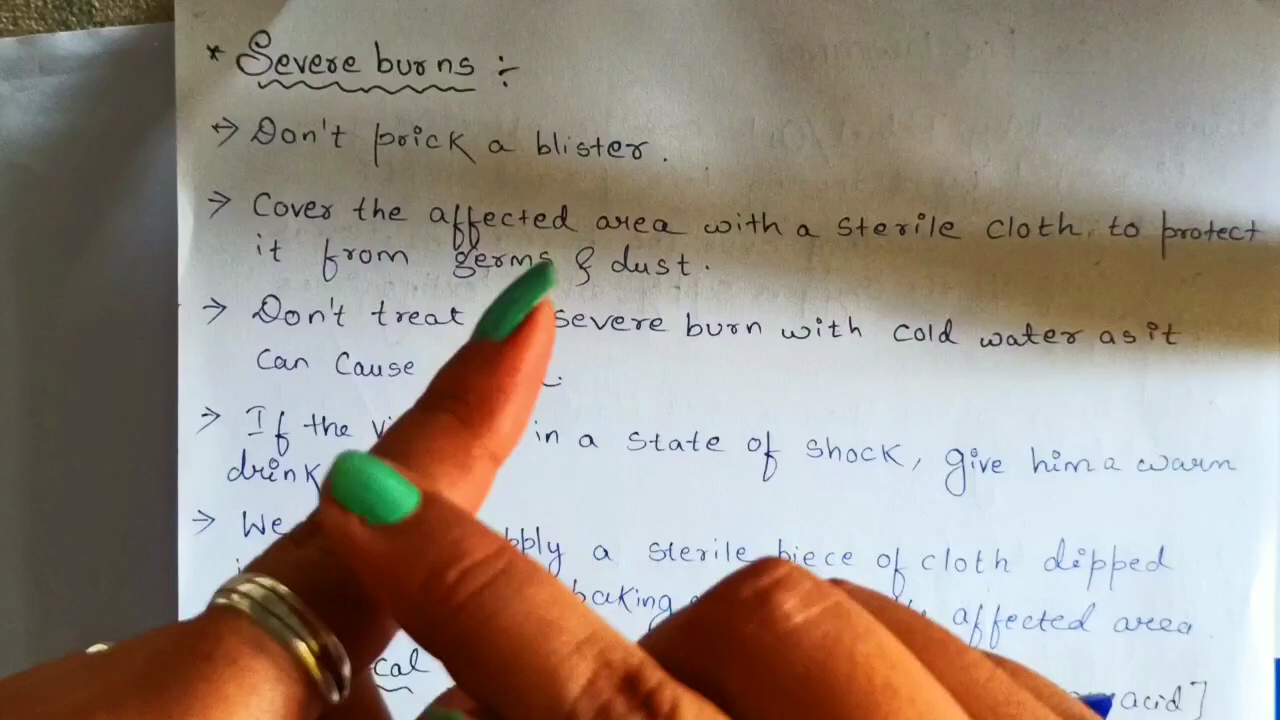 * Severe burns :-
→ Don't prick a blister.
→ Cover the affected area with a sterile cloth, to protect
it from germs & dust.
→ Don't treat severe burn with cold water as it
can cause
→ If the in a state of shock, give him a warm
drink
→ We a sterile piece of cloth dipped
baking affected area
acid]